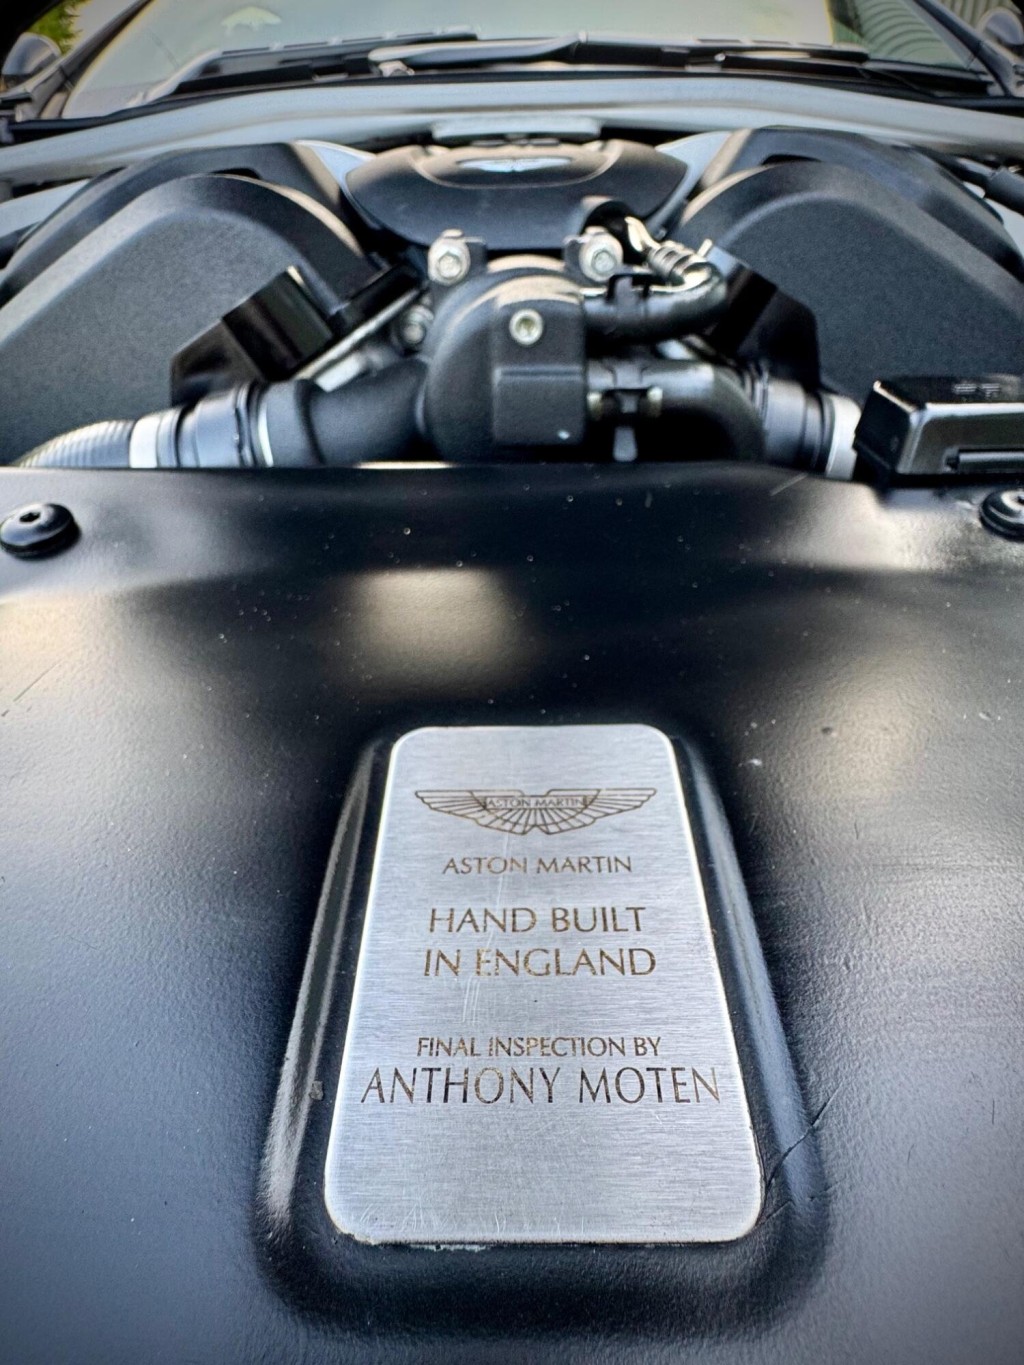 ASTON MARTIN
ASTON MARTIN
HAND BUILT
IN ENGLAND
FINAL INSPECTION BY
ANTHONY MOTEN